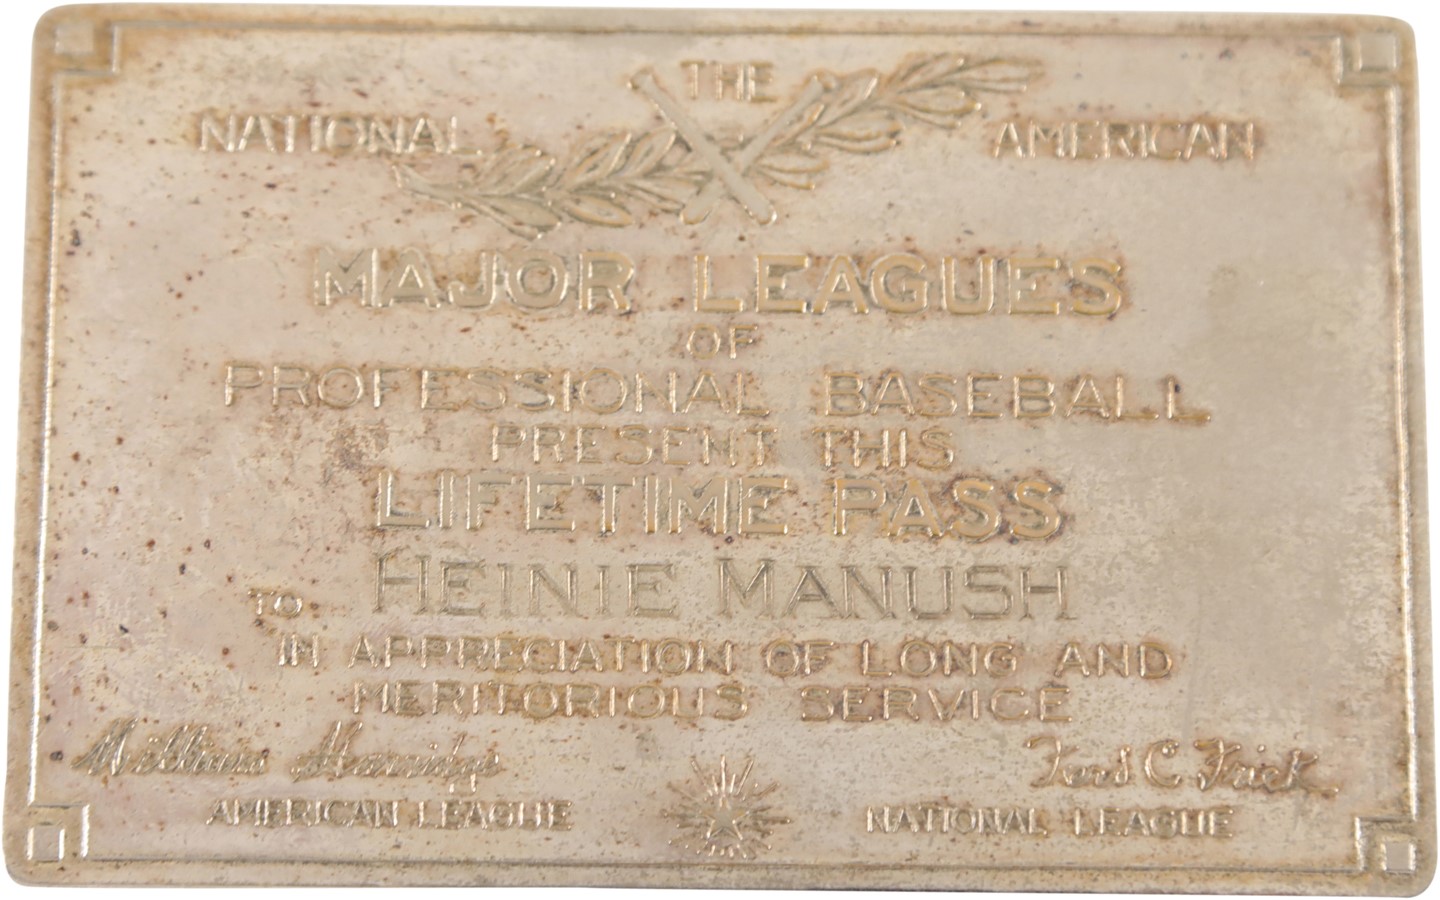 THE
NATIONAL AMERICAN
MAJOR LEAGUES
OF
PROFESSIONAL BASEBALL
PRESENT THIS
LIFETIME PASS
TO HEINIE MANUSH
IN APPRECIATION OF LONG AND
MERITORIOUS SERVICE
William Harridge Ford C. Frick
AMERICAN LEAGUE NATIONAL LEAGUE